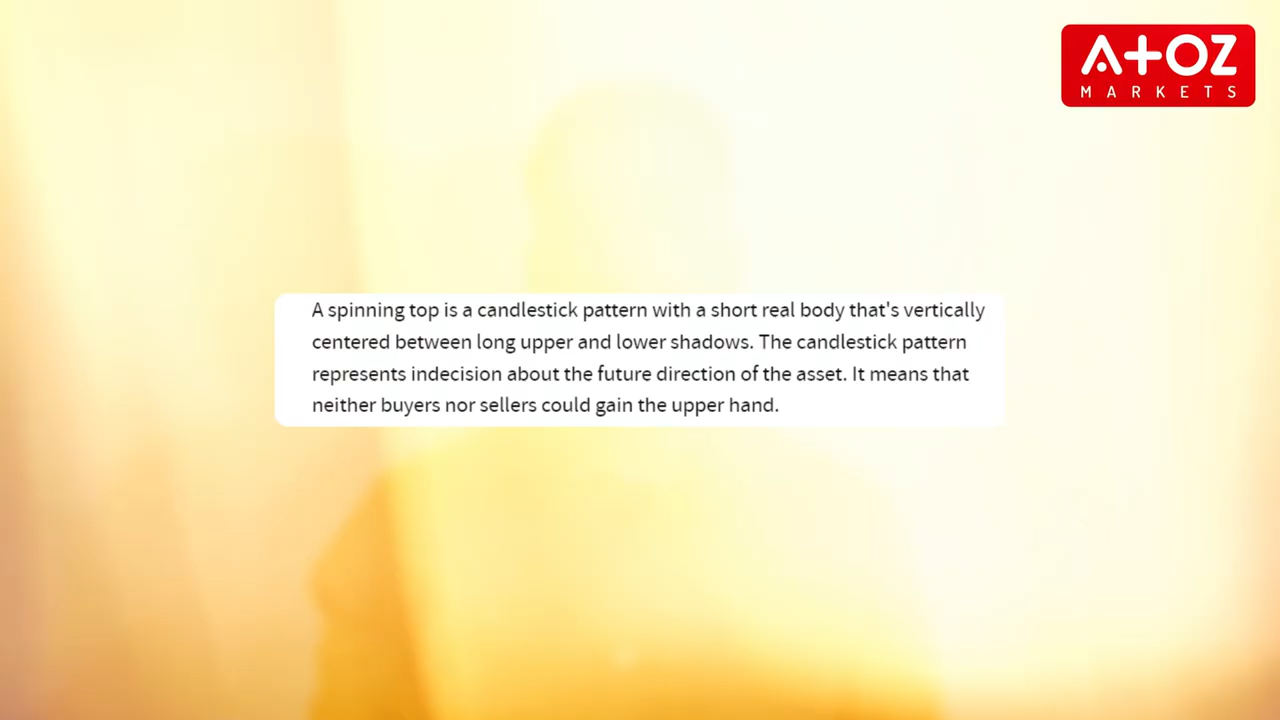 A+OZ
MARKETS
A spinning top is a candlestick pattern with a short real body that's vertically
centered between long upper and lower shadows. The candlestick pattern
represents indecision about the future direction of the asset. It means that
neither buyers nor sellers could gain the upper hand.